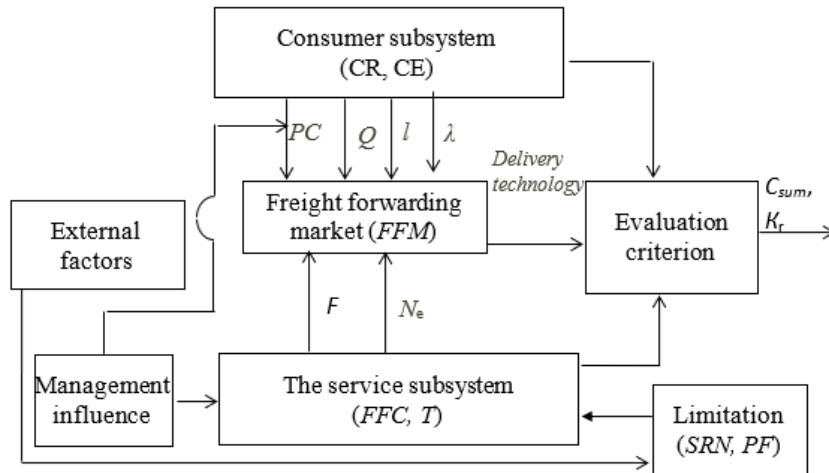 Consumer subsystem
(CR, CE)
PC
Q
l
λ
Delivery
technology
Freight forwarding
market (FFM)
Evaluation
criterion
Csum,
Kr
External
factors
F
Ne
Management
influence
The service subsystem
(FFC, T)
Limitation
(SRN, PF)